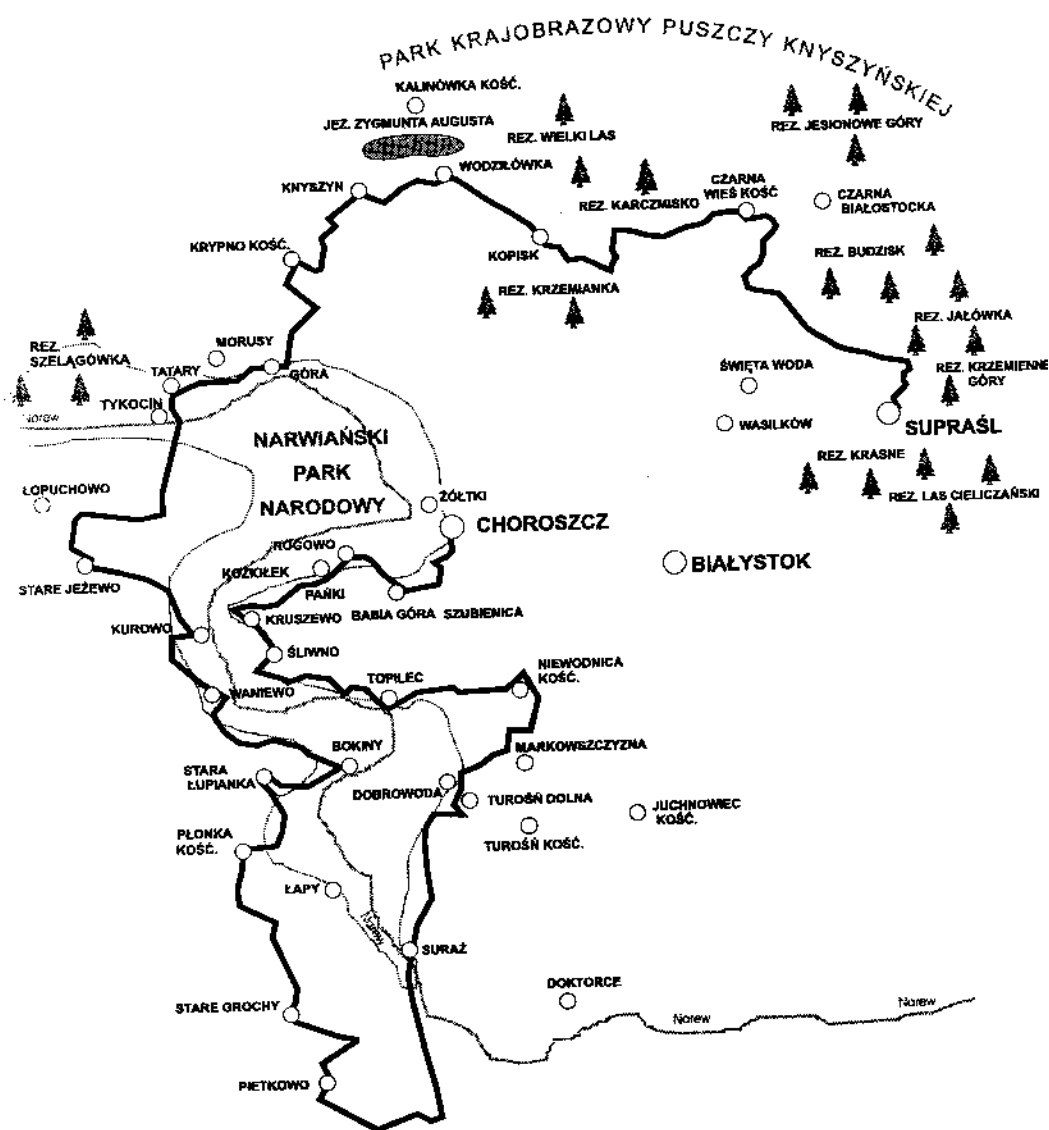 PARK KRAJOBRAZOWY PUSZCZY KNYSZYŃSKIEJ
KALINÓWKA KOŚĆ.
JEZ. ZYGMUNTA AUGUSTA
REZ. WIELKI LAS
REZ. JESIONOWE GÓRY
WODZIŁÓWKA
KNYSZYN
REZ. KARCZMISKO
CZARNA
WIEŚ KOŚĆ
CZARNA
BIAŁOSTOCKA
KRYPNO KOŚĆ.
KOPISK
REZ. BUDZISK
REZ. KRZEMIANKA
REZ. JAŁÓWKA
REZ.
SZELĄGÓWKA
MORUSY
TATARY
GÓRA
ŚWIĘTA WODA
REZ. KRZEMIENNE
GÓRY
TYKOCIN
Narew
WASILKÓW
SUPRAŚL
NARWIAŃSKI
PARK
NARODOWY
REZ. KRASNE
REZ. LAS CIELICZAŃSKI
ŁOPUCHOWO
ŻÓŁTKI
CHOROSZCZ
ROGOWO
BIAŁYSTOK
STARE JEŻEWO
KOŹKIŁEK
PAŃKI
KRUSZEWO
BABIA GÓRA SZUBIENICA
KUROWO
ŚLIWNO
NIEWODNICA
KOŚĆ.
WANIEWO
TOPILEC
BOKINY
MARKOWSZCZYZNA
STARA
ŁUPIANKA
DOBROWODA
TUROŚŃ DOLNA
JUCHNOWIEC
KOŚĆ.
PŁONKA
KOŚĆ.
TUROŚŃ KOŚĆ.
ŁAPY
Narew
SURAŻ
DOKTORCE
STARE GROCHY
Narew
Narew
PIETKOWO